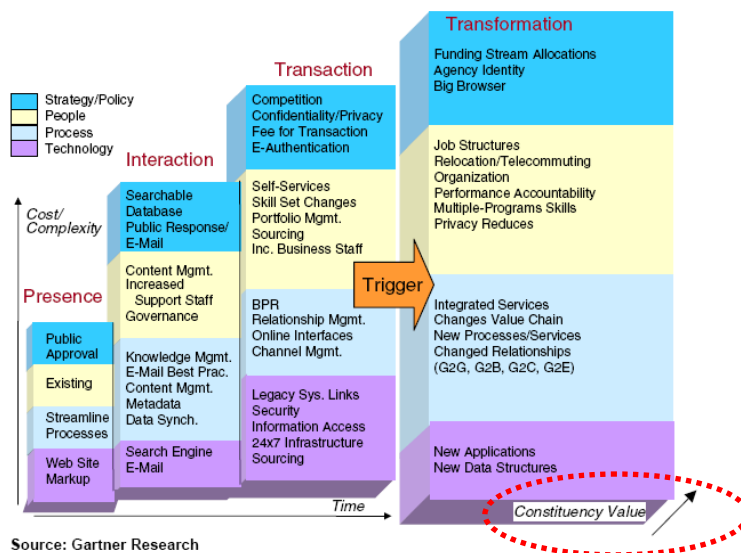 Transformation
Funding Stream Allocations
Agency Identity
Big Browser
Job Structures
Relocation/Telecommuting
Organization
Performance Accountability
Multiple-Programs Skills
Privacy Reduces
Integrated Services
Changes Value Chain
New Processes/Services
Changed Relationships
(G2G, G2B, G2C, G2E)
New Applications
New Data Structures
Transaction
Competition
Confidentiality/Privacy
Fee for Transaction
E-Authentication
Self-Services
Skill Set Changes
Portfolio Mgmt.
Sourcing
Inc. Business Staff
BPR
Relationship Mgmt.
Online Interfaces
Channel Mgmt.
Legacy Sys. Links
Security
Information Access
24x7 Infrastructure
Sourcing
Trigger
Strategy/Policy
People
Process
Technology
Interaction
Searchable
Database
Public Response/
E-Mail
Content Mgmt.
Increased
Support Staff
Governance
Knowledge Mgmt.
E-Mail Best Prac.
Content Mgmt.
Metadata
Data Synch.
Search Engine
E-Mail
Cost/
Complexity
Presence
Public
Approval
Existing
Streamline
Processes
Web Site
Markup
Time
Constituency Value
Source: Gartner Research